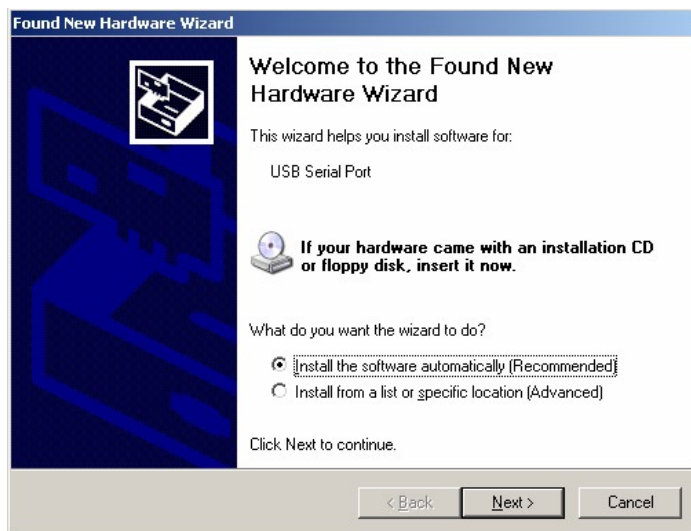 Found New Hardware Wizard
Welcome to the Found New
Hardware Wizard
This wizard helps you install software for:
USB Serial Port
If your hardware came with an installation CD
or floppy disk, insert it now.
What do you want the wizard to do?
Install the software automatically (Recommended)
Install from a list or specific location (Advanced)
Click Next to continue.
< Back Next > Cancel